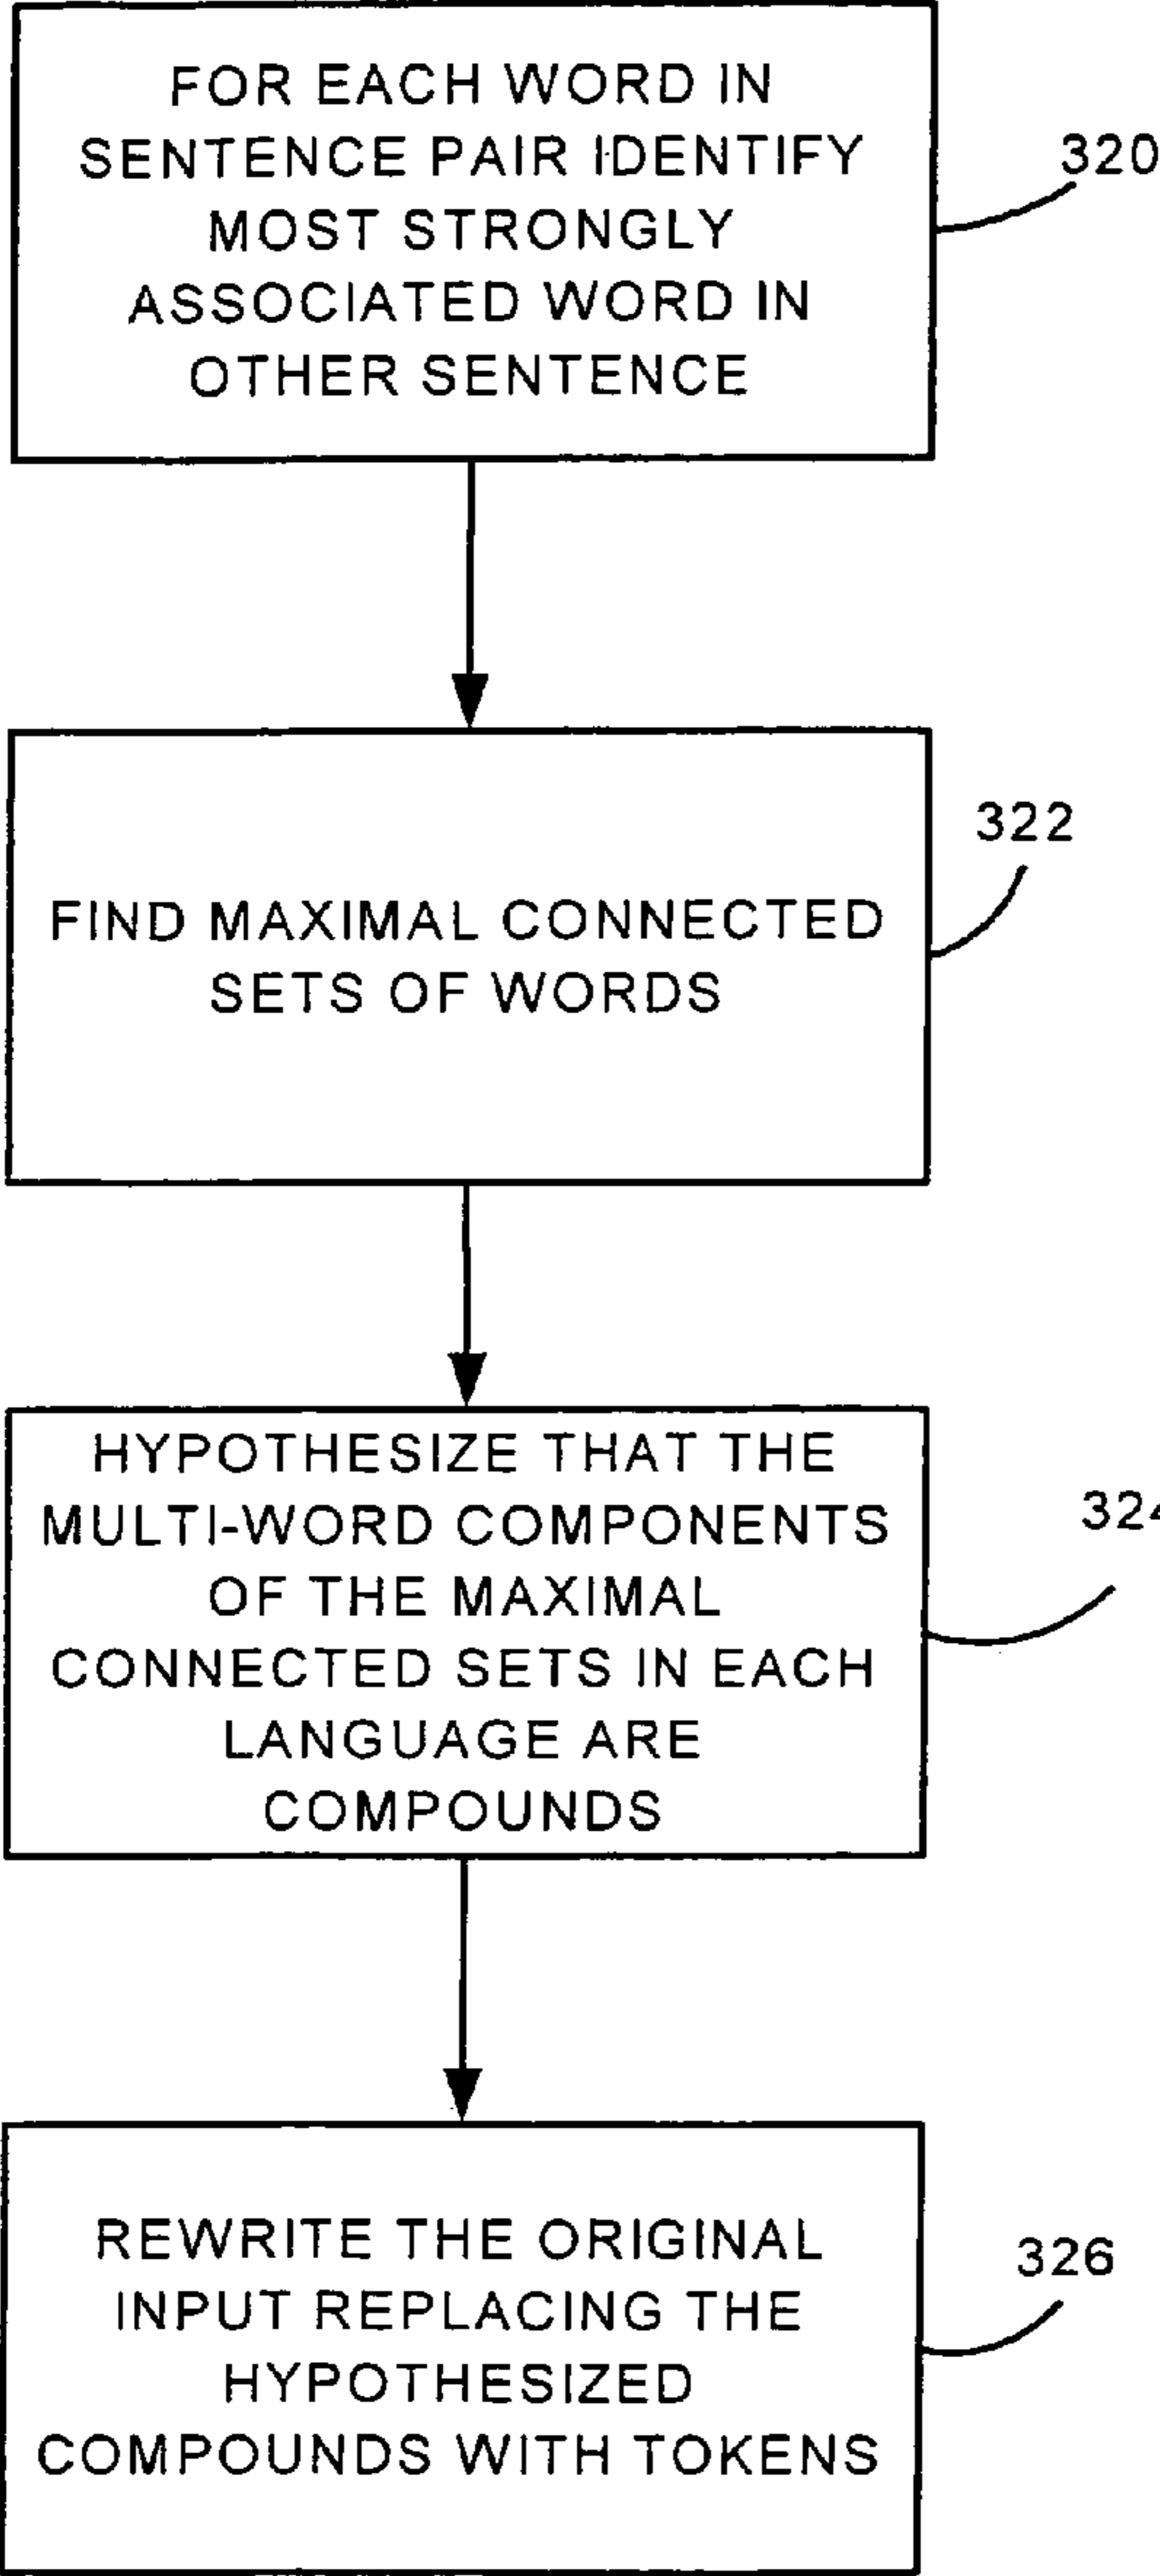 FOR EACH WORD IN
SENTENCE PAIR IDENTIFY
MOST STRONGLY
ASSOCIATED WORD IN
OTHER SENTENCE
320
FIND MAXIMAL CONNECTED
SETS OF WORDS
322
HYPOTHESIZE THAT THE
MULTI-WORD COMPONENTS
OF THE MAXIMAL
CONNECTED SETS IN EACH
LANGUAGE ARE
COMPOUNDS
324
REWRITE THE ORIGINAL
INPUT REPLACING THE
HYPOTHESIZED
COMPOUNDS WITH TOKENS
326